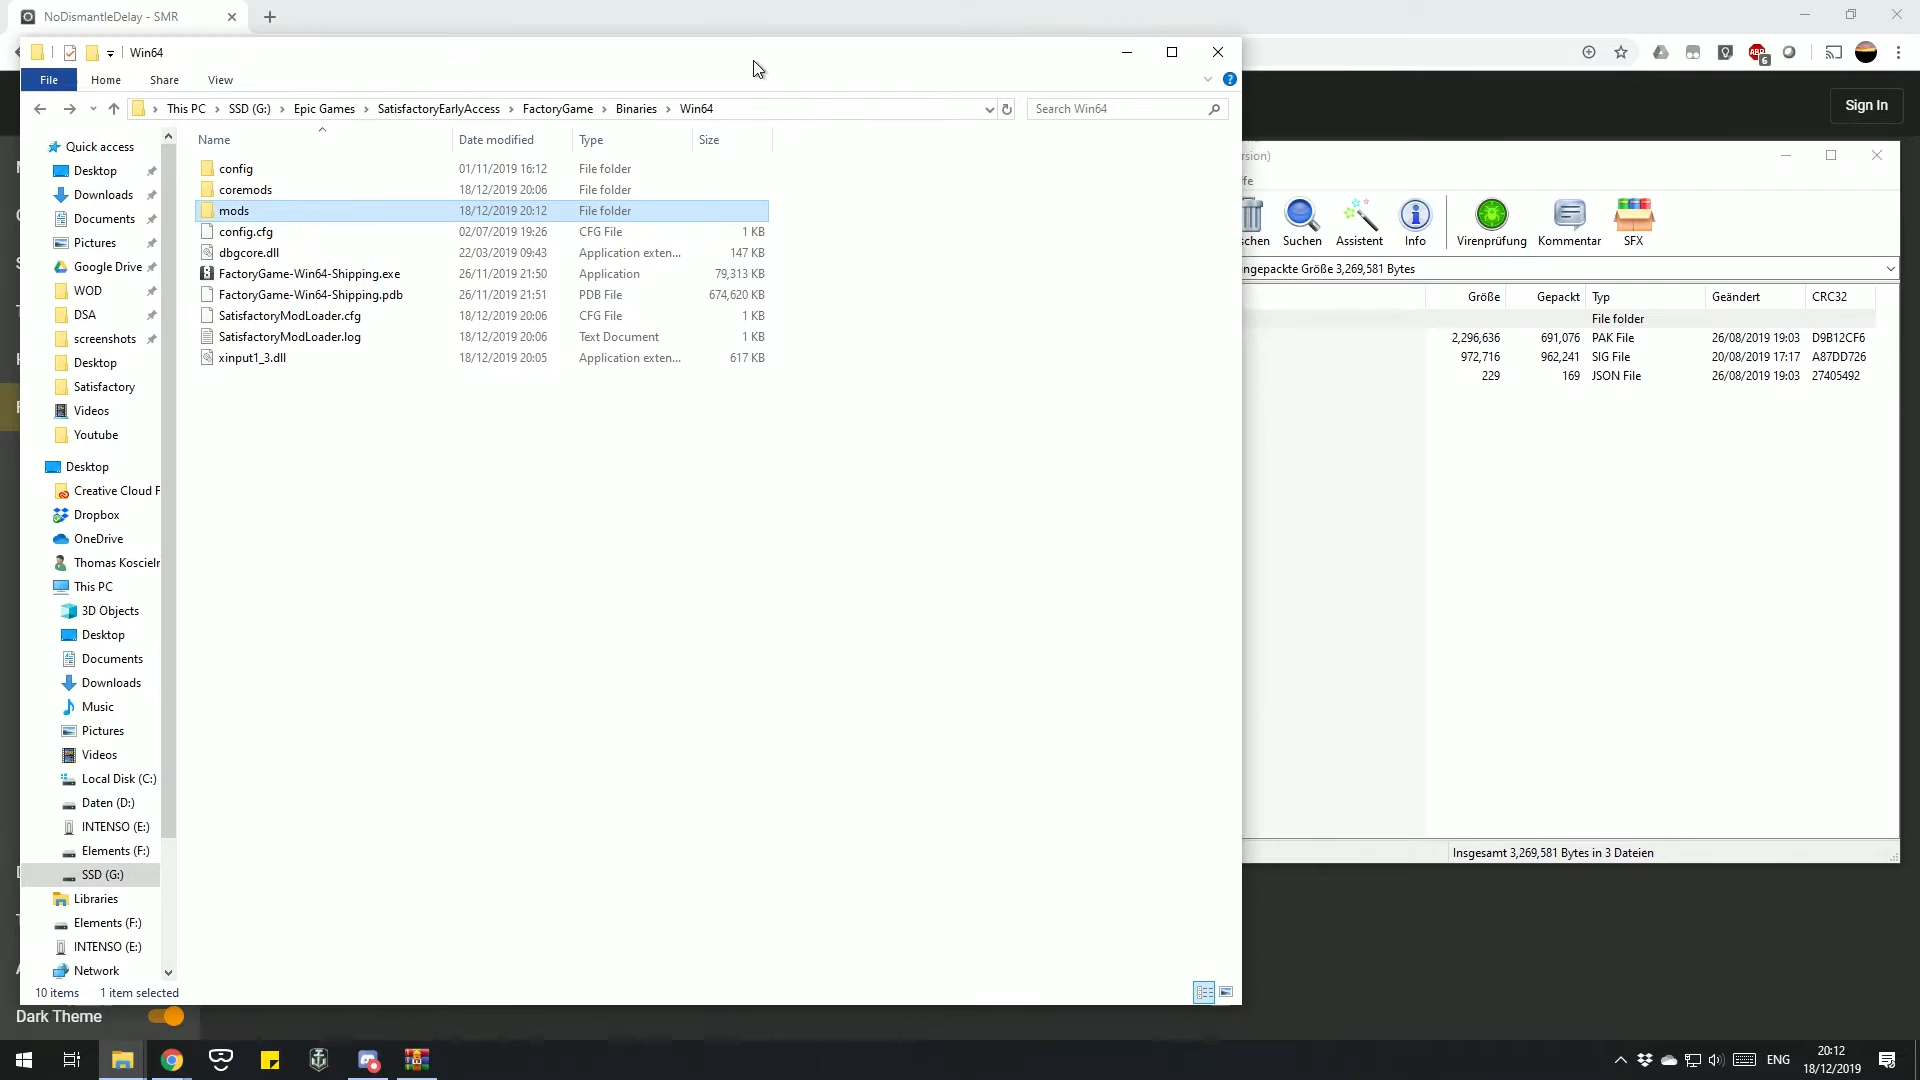 NoDismantleDelay - SMR
Win64
File
Home
Share
View
This PC
SSD (G:)
Epic Games
SatisfactoryEarlyAccess
FactoryGame
Binaries
Win64
Search Win64
Sign In
Name
Date modified
Type
Size
config
01/11/2019 16:12
File folder
coremods
18/12/2019 20:06
File folder
mods
18/12/2019 20:12
File folder
config.cfg
02/07/2019 19:26
CFG File
1 KB
dbgcore.dll
22/03/2019 09:43
Application exten...
147 KB
FactoryGame-Win64-Shipping.exe
26/11/2019 21:50
Application
79,313 KB
FactoryGame-Win64-Shipping.pdb
26/11/2019 21:51
PDB File
674,620 KB
SatisfactoryModLoader.cfg
18/12/2019 20:06
CFG File
1 KB
SatisfactoryModLoader.log
18/12/2019 20:06
Text Document
1 KB
xinput1_3.dll
18/12/2019 20:05
Application exten...
617 KB
Quick access
Desktop
Downloads
Documents
Pictures
Google Drive
WOD
DSA
screenshots
Desktop
Satisfactory
Videos
Youtube
Desktop
Creative Cloud F
Dropbox
OneDrive
Thomas Koscielr
This PC
3D Objects
Desktop
Documents
Downloads
Music
Pictures
Videos
Local Disk (C:)
Daten (D:)
INTENSO (E:)
Elements (F:)
SSD (G:)
Libraries
Elements (F:)
INTENSO (E:)
Network
10 items
1 item selected
rsion)
fe
schen
Suchen
Assistent
Info
Virenprüfung
Kommentar
SFX
ngepackte Größe 3,269,581 Bytes
Größe
Gepackt
Typ
Geändert
CRC32
File folder
2,296,636
691,076
PAK File
26/08/2019 19:03
D9B12CF6
972,716
962,241
SIG File
20/08/2019 17:17
A87DD726
229
169
JSON File
26/08/2019 19:03
27405492
Insgesamt 3,269,581 Bytes in 3 Dateien
Dark Theme
ENG
20:12
18/12/2019
ABP
6